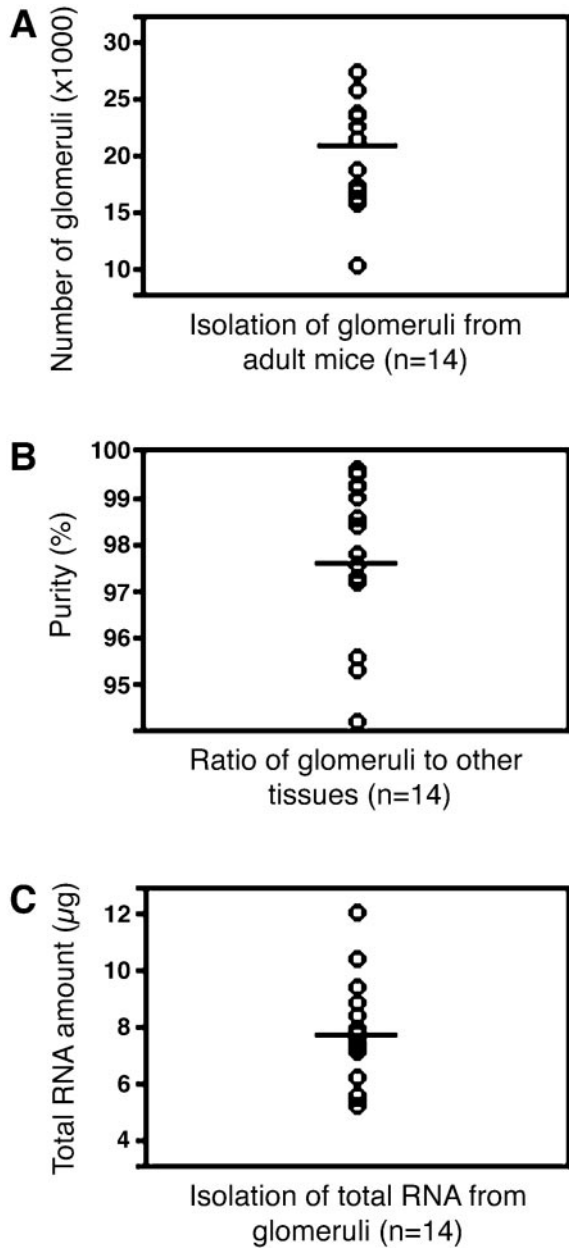 A
Number of glomeruli (x1000)
30
25
20
15
10
Isolation of glomeruli from
adult mice (n=14)
B
Purity (%)
100
99
98
97
96
95
Ratio of glomeruli to other
tissues (n=14)
C
Total RNA amount (µg)
12
10
8
6
4
Isolation of total RNA from
glomeruli (n=14)